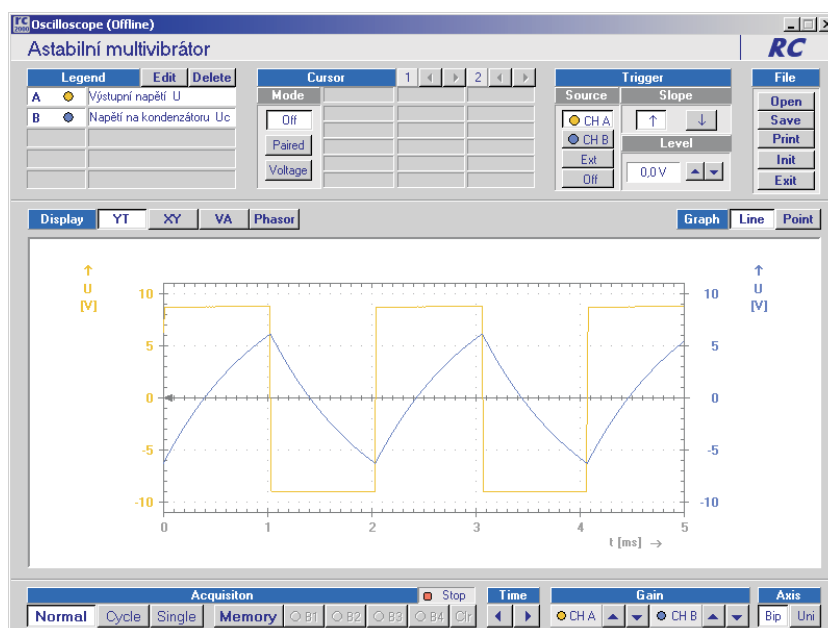 RC 2000 Oscilloscope (Offline)
Astabilní multivibrátor
RC
Legend Edit Delete
A Výstupní napětí U
B Napětí na kondenzátoru Uc
Cursor 1 2
Mode
Off
Paired
Voltage
Trigger
Source Slope
CH A ↑ ↓
CH B Level
Ext 0,0 V
Off
File
Open
Save
Print
Init
Exit
Display YT XY VA Phasor
Graph Line Point
↑ ↑
U U
[V] [V]
10 10
5 5
0 0
-5 -5
-10 -10
0 1 2 3 4 5
t [ms] →
Acquisiton Stop
Normal Cycle Single Memory B1 B2 B3 B4 Clr
Time
Gain
CH A CH B
Axis
Bip Uni